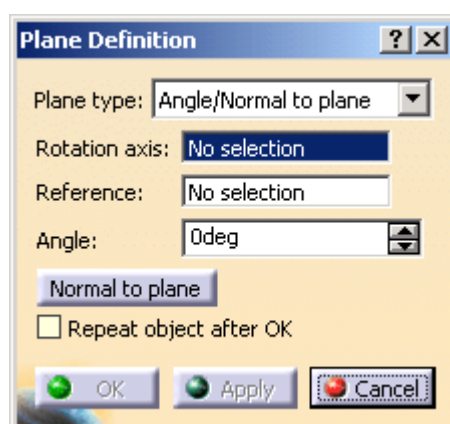 Plane Definition ? ×
Plane type: Angle/Normal to plane
Rotation axis: No selection
Reference: No selection
Angle: 0deg
Normal to plane
Repeat object after OK
OK Apply Cancel